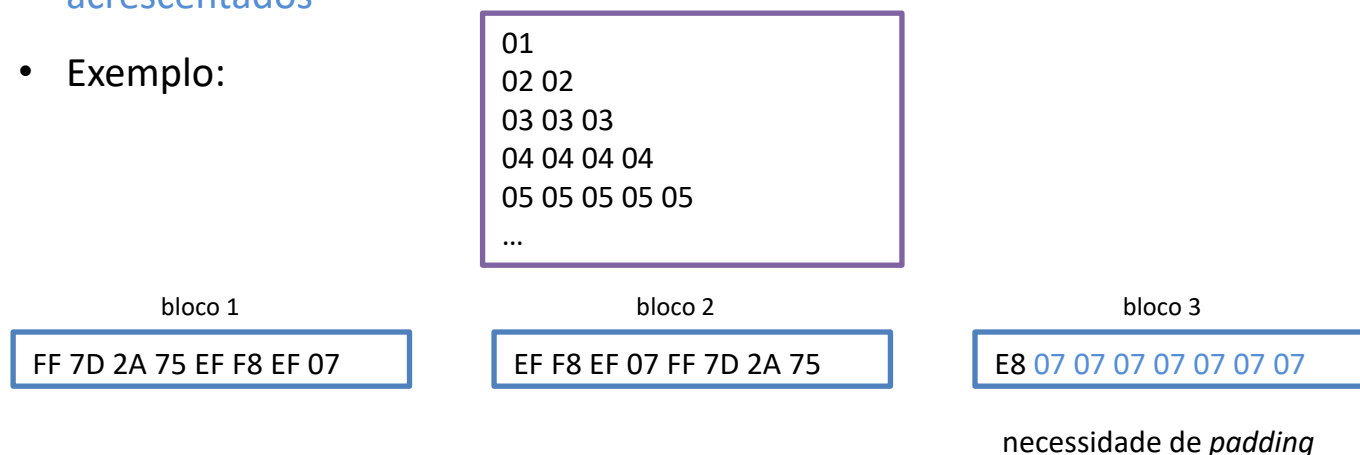 acrescentados
• Exemplo:
01
02 02
03 03 03
04 04 04 04
05 05 05 05 05
...
bloco 1
bloco 2
bloco 3
FF 7D 2A 75 EF F8 EF 07
EF F8 EF 07 FF 7D 2A 75
E8 07 07 07 07 07 07 07
necessidade de padding